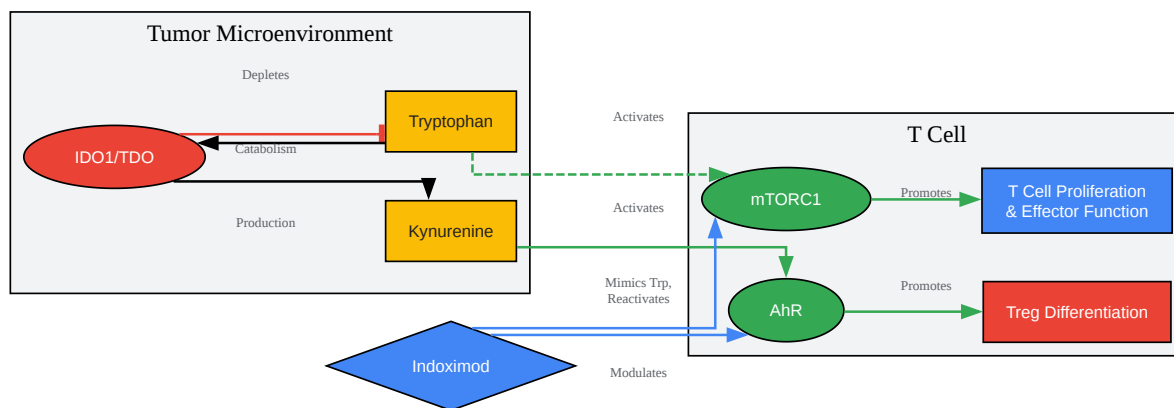 Tumor Microenvironment
Depletes
Tryptophan
IDO1/TDO
Catabolism
Production
Kynurenine
Activates
Activates
Mimics Trp,
Reactivates
Indoximod
Modulates
T Cell
mTORC1
Promotes
T Cell Proliferation
& Effector Function
AhR
Promotes
Treg Differentiation